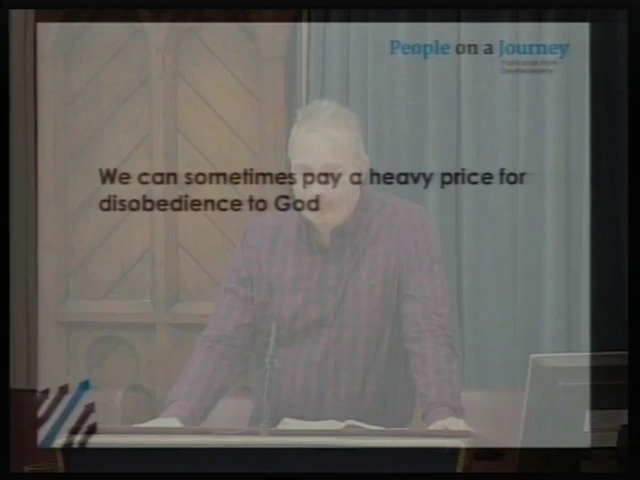 People on a Journey
We can sometimes pay a heavy price for
disobedience to God